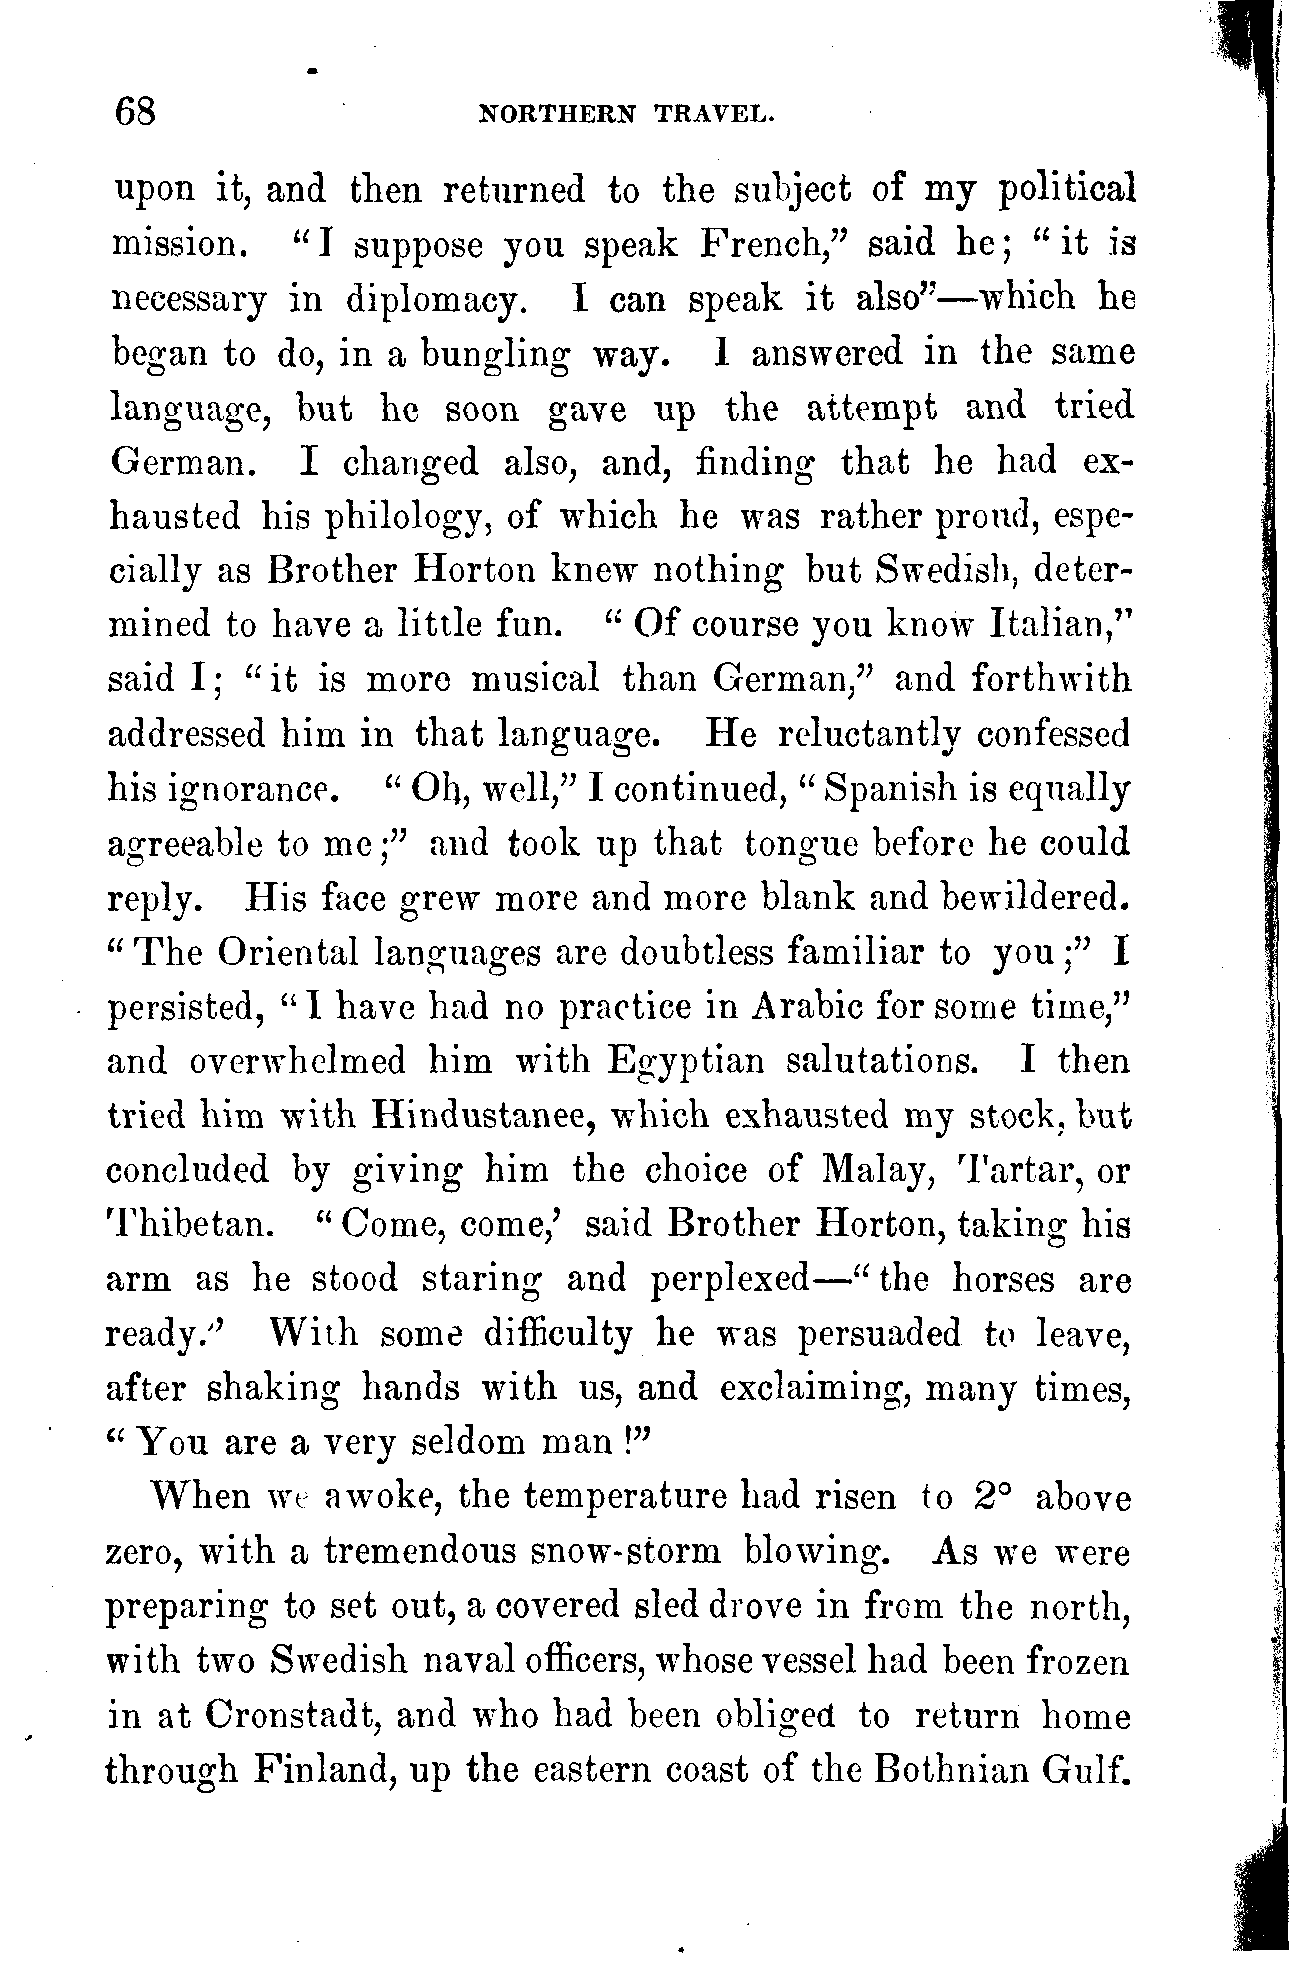 68 NORTHERN TRAVEL.
upon it, and then returned to the subject of my political
mission. "I suppose you speak French," said he; "it is
necessary in diplomacy. I can speak it also"—which he
began to do, in a bungling way. I answered in the same
language, but he soon gave up the attempt and tried
German. I changed also, and, finding that he had ex-
hausted his philology, of which he was rather proud, espe-
cially as Brother Horton knew nothing but Swedish, deter-
mined to have a little fun. "Of course you know Italian,"
said I; "it is more musical than German," and forthwith
addressed him in that language. He reluctantly confessed
his ignorance. "Oh, well," I continued, "Spanish is equally
agreeable to me;" and took up that tongue before he could
reply. His face grew more and more blank and bewildered.
"The Oriental languages are doubtless familiar to you;" I
persisted, "I have had no practice in Arabic for some time,"
and overwhelmed him with Egyptian salutations. I then
tried him with Hindustanee, which exhausted my stock, but
concluded by giving him the choice of Malay, Tartar, or
Thibetan. "Come, come,' said Brother Horton, taking his
arm as he stood staring and perplexed—"the horses are
ready." With some difficulty he was persuaded to leave,
after shaking hands with us, and exclaiming, many times,
"You are a very seldom man!"
When we awoke, the temperature had risen to 2° above
zero, with a tremendous snow-storm blowing. As we were
preparing to set out, a covered sled drove in from the north,
with two Swedish naval officers, whose vessel had been frozen
in at Cronstadt, and who had been obliged to return home
through Finland, up the eastern coast of the Bothnian Gulf.